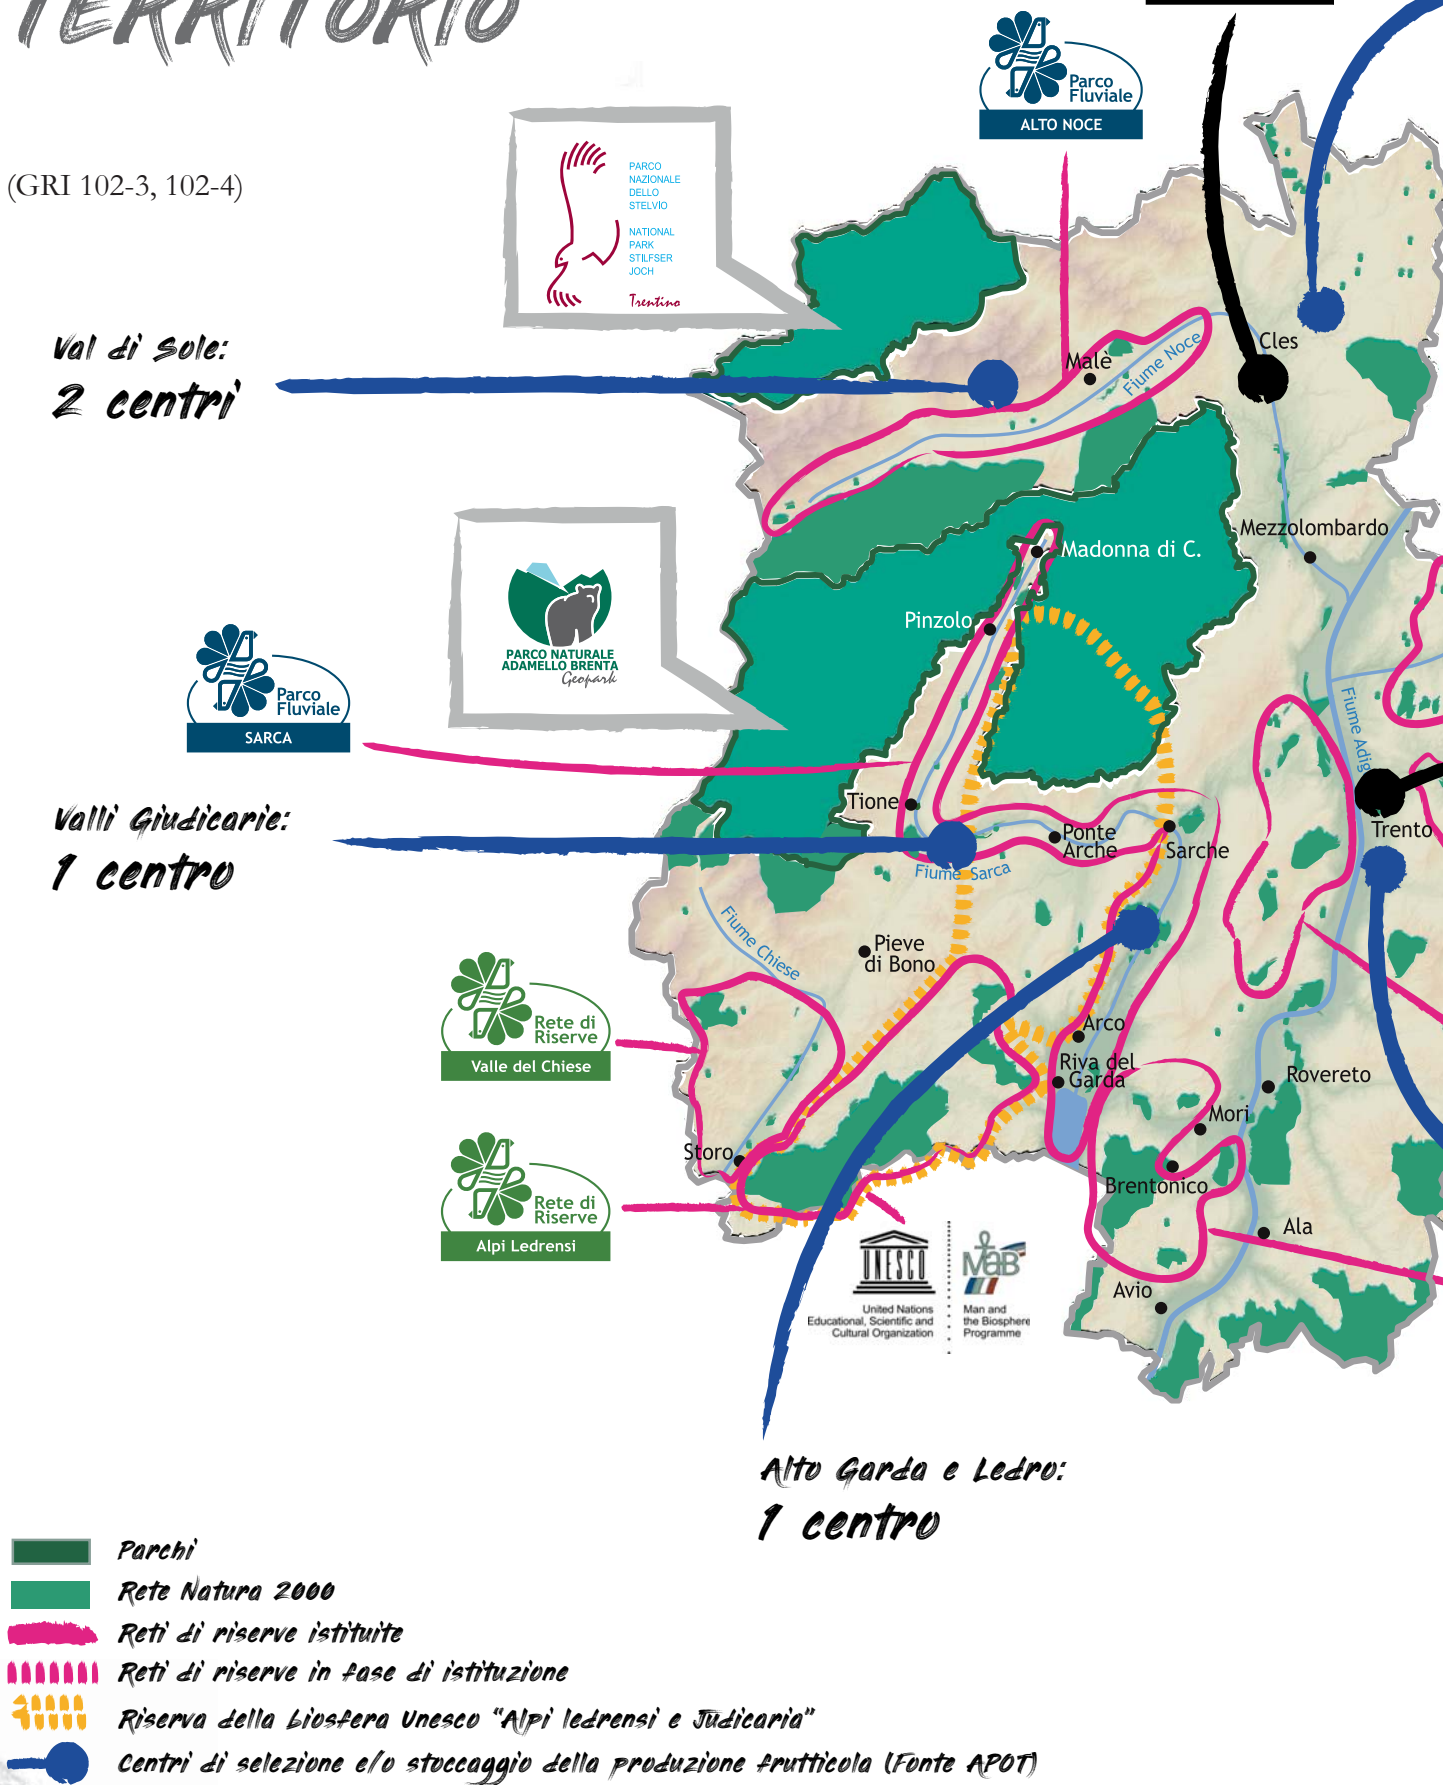 TERRITORIO
(GRI 102-3, 102-4)
Parco
Fluviale
ALTO NOCE
PARCO
NAZIONALE
DELLO
STELVIO
NATIONAL
PARK
STILFSER
JOCH
Trentino
Val di Sole:
2 centri
Malè
Fiume Noce
Cles
Mezzolombardo
Madonna di C.
Pinzolo
PARCO NATURALE
ADAMELLO BRENTA
Geopark
Parco
Fluviale
SARCA
Fiume Adig
Valli Giudicarie:
1 centro
Tione
Ponte
Arche
Sarche
Trento
Fiume Sarca
Fiume Chiese
Pieve
di Bono
Rete di
Riserve
Valle del Chiese
Arco
Riva del
Garda
Rovereto
Mori
Storo
Brentonico
Rete di
Riserve
Alpi Ledrensi
Ala
Avio
UNESCO
MaB
United Nations
Educational, Scientific and
Cultural Organization
Man and
the Biosphere
Programme
Alto Garda e Ledro:
1 centro
Parchi
Rete Natura 2000
Reti di riserve istituite
Reti di riserve in fase di istituzione
Riserva della biosfera Unesco "Alpi ledrensi e Judicaria"
Centri di selezione e/o stoccaggio della produzione frutticola (Fonte APOT)